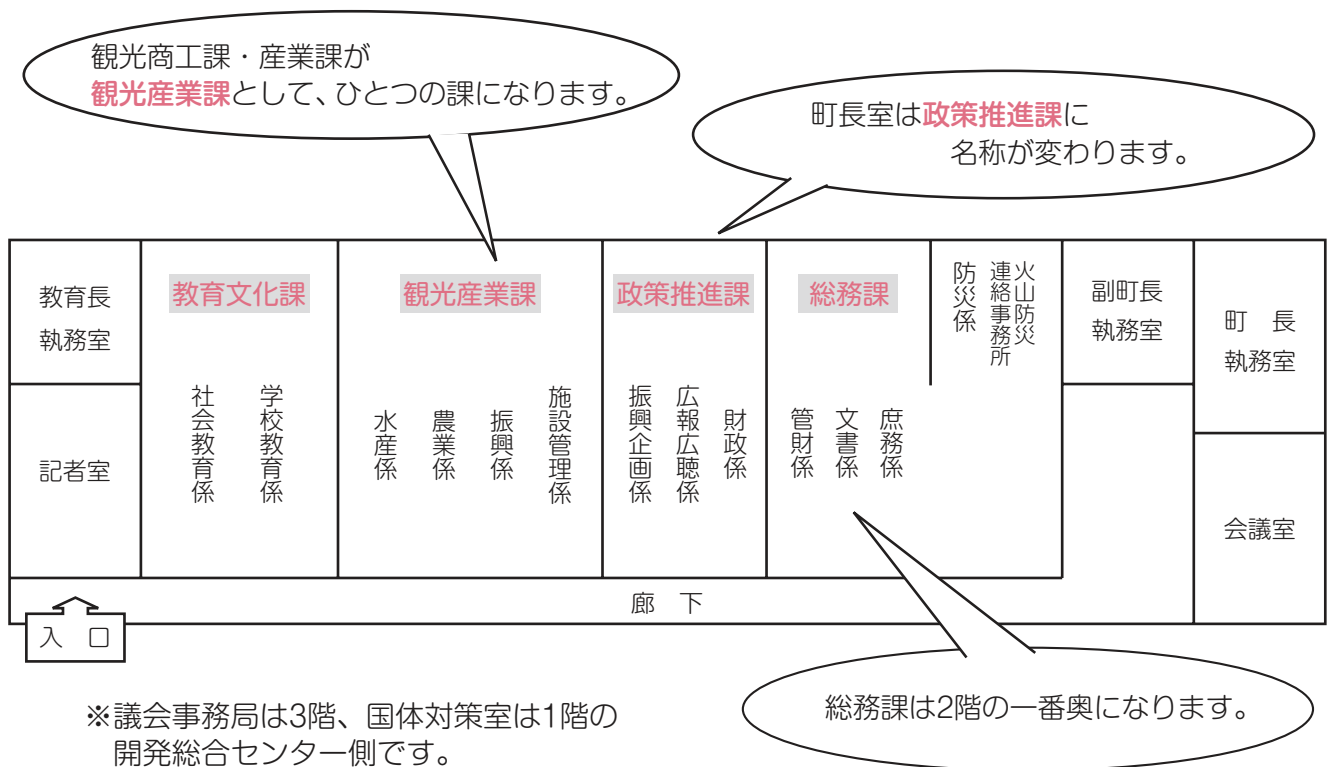 観光商工課・産業課が
観光産業課として、ひとつの課になります。
町長室は政策推進課に
名称が変わります。
教育長
執務室
記者室
教育文化課
社会教育係
学校教育係
観光産業課
水産係
農業係
振興係
施設管理係
政策推進課
振興企画係
広報広聴係
財政係
総務課
管財係
文書係
庶務係
防災係
火山防災
連絡事務所
副町長
執務室
町 長
執務室
会議室
廊 下
入 口
総務課は2階の一番奥になります。
※議会事務局は3階、国体対策室は1階の
開発総合センター側です。